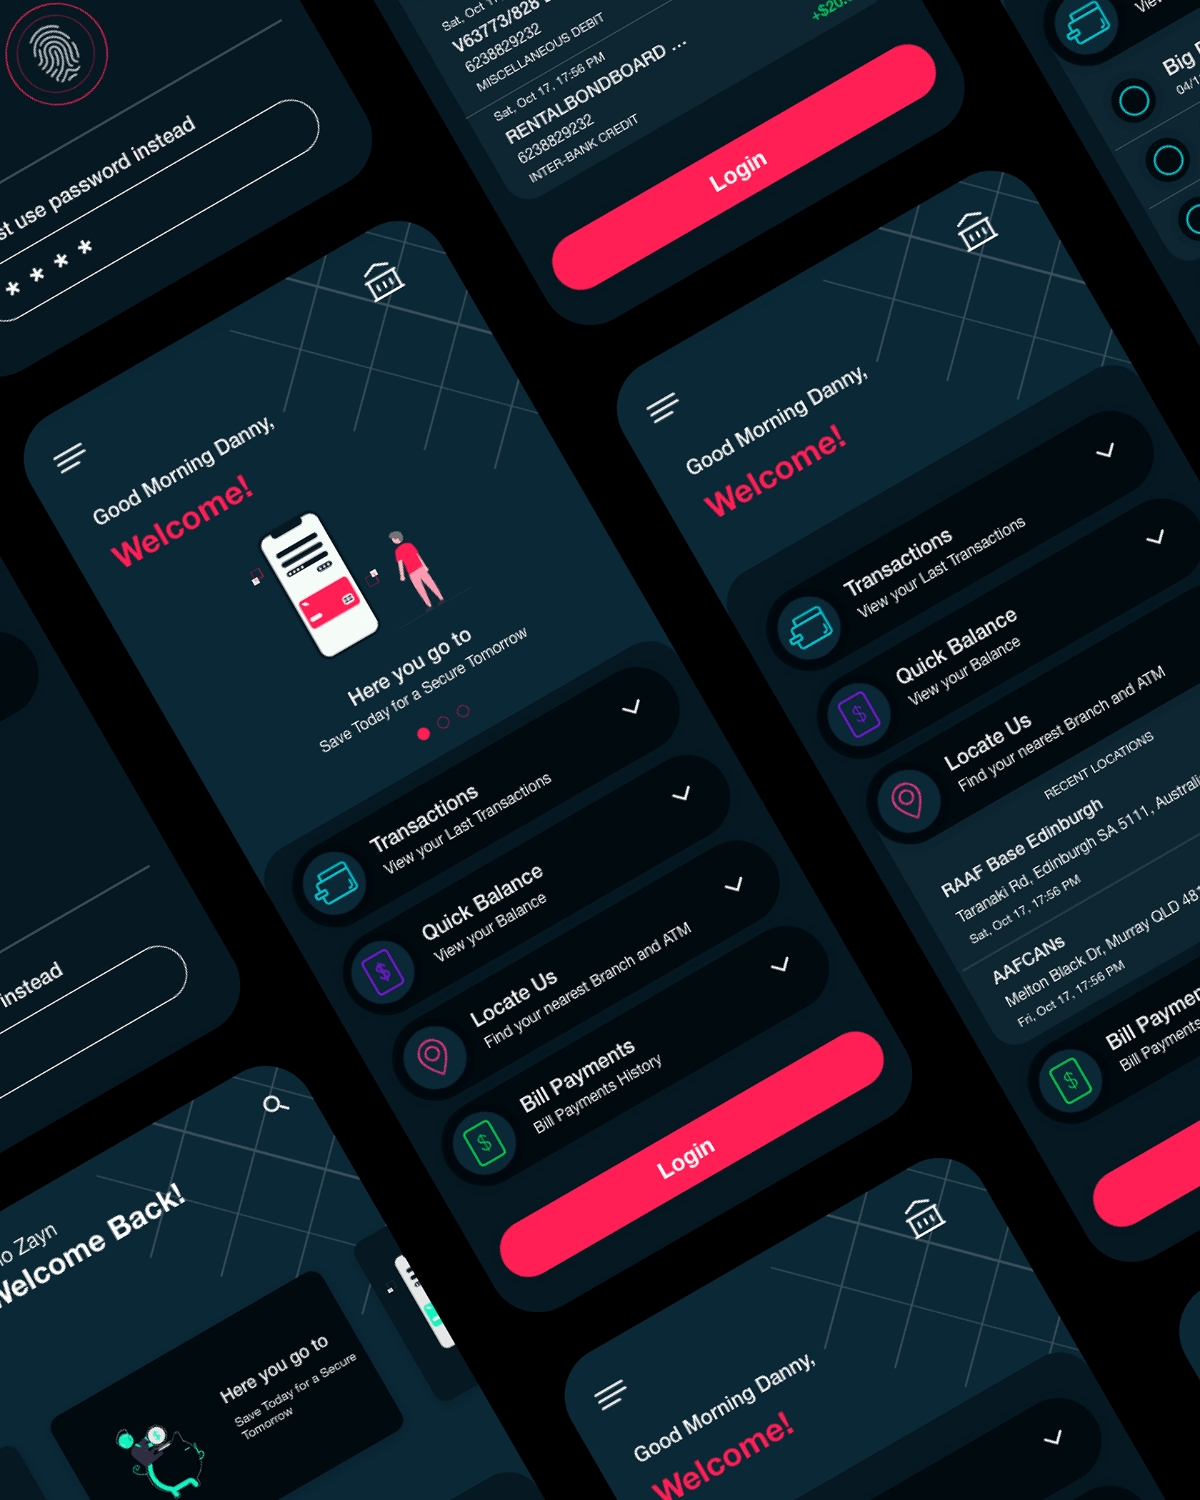 use password instead
* * * *
Sat, Oct
V63773/828
6238829232
MISCELLANEOUS DEBIT
+$20.
Sat, Oct 17, 17:56 PM
RENTALBONDBOARD ...
6238829232
INTER-BANK CREDIT
Login
Big
04/1
Good Morning Danny,
Welcome!
Here you go to
Save Today for a Secure Tomorrow
Transactions
View your Last Transactions
Quick Balance
View your Balance
Locate Us
Find your nearest Branch and ATM
Bill Payments
Bill Payments History
Login
Good Morning Danny,
Welcome!
Transactions
View your Last Transactions
Quick Balance
View your Balance
Locate Us
Find your nearest Branch and ATM
RECENT LOCATIONS
RAAF Base Edinburgh
Taranaki Rd, Edinburgh SA 5111, Australi
Sat, Oct 17, 17:56 PM
AAFCANs
Melton Black Dr, Murray QLD 481
Fri, Oct 17, 17:56 PM
Bill Paymen
Bill Payments
instead
Zayn
Welcome Back!
Here you go to
Save Today for a Secure
Tomorrow
Good Morning Danny,
Welcome!